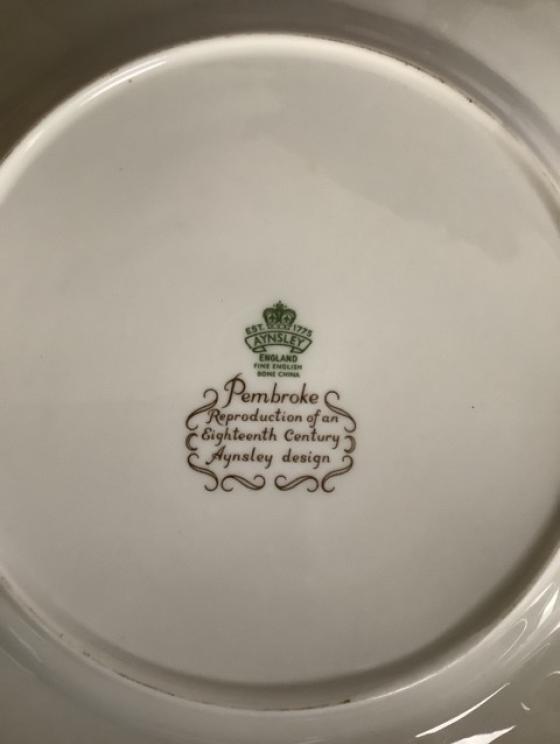 EST. 1775
AYNSLEY
ENGLAND
FINE ENGLISH
BONE CHINA
Pembroke
Reproduction of an
Eighteenth Century
Aynsley design